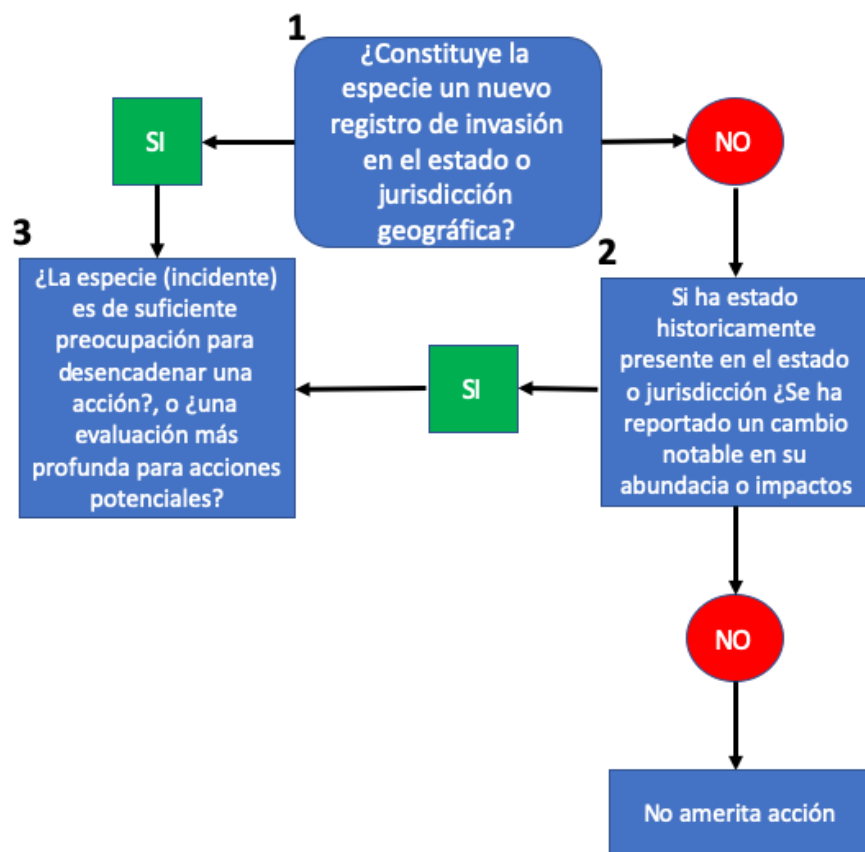 1
¿Constituye la
especie un nuevo
registro de invasión
en el estado o
jurisdicción
geográfica?
SI
NO
3
¿La especie (incidente)
es de suficiente
preocupación para
desencadenar una
acción?, o ¿una
evaluación más
profunda para acciones
potenciales?
2
Si ha estado
historicamente
presente en el estado
o jurisdicción ¿Se ha
reportado un cambio
notable en su
abundacia o impactos
SI
NO
No amerita acción